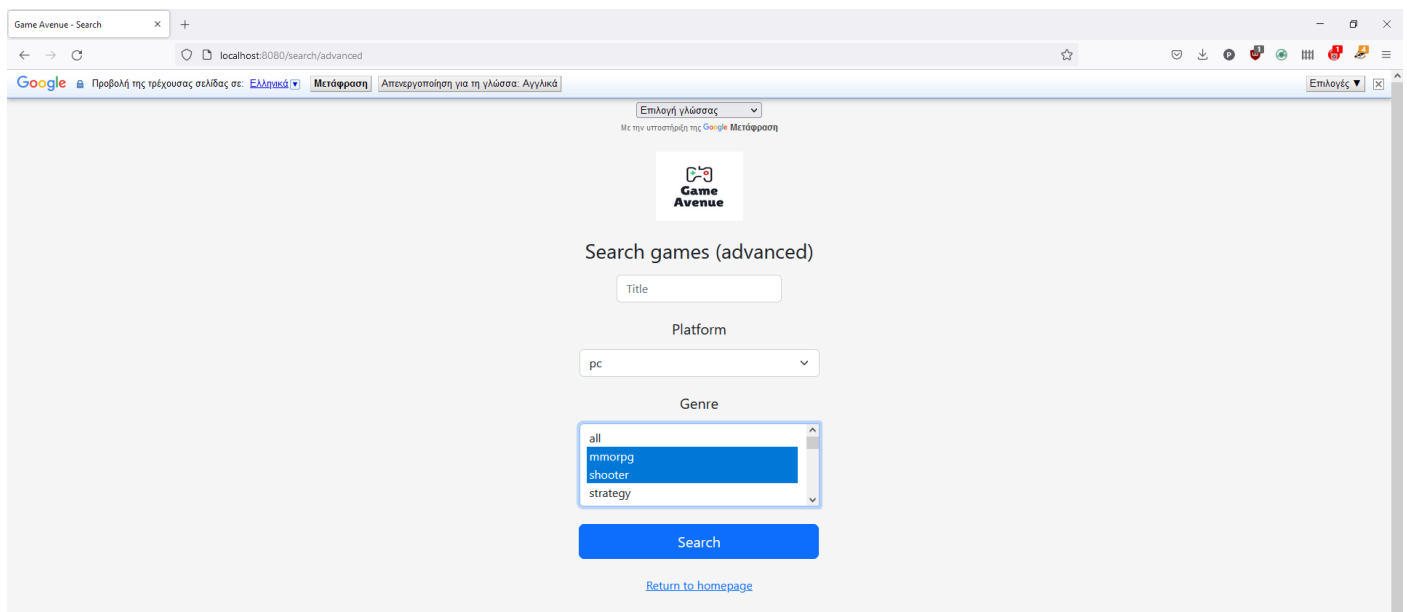 Game Avenue - Search
localhost:8080/search/advanced
Google Προβολή της τρέχουσας σελίδας σε: Ελληνικά Μετάφραση Απενεργοποίηση για τη γλώσσα: Αγγλικά Επιλογές ▼
Επιλογή γλώσσας
Με την υποστήριξη της Google Μετάφραση
Game
Avenue
Search games (advanced)
Title
Platform
pc
Genre
all
mmorpg
shooter
strategy
Search
Return to homepage